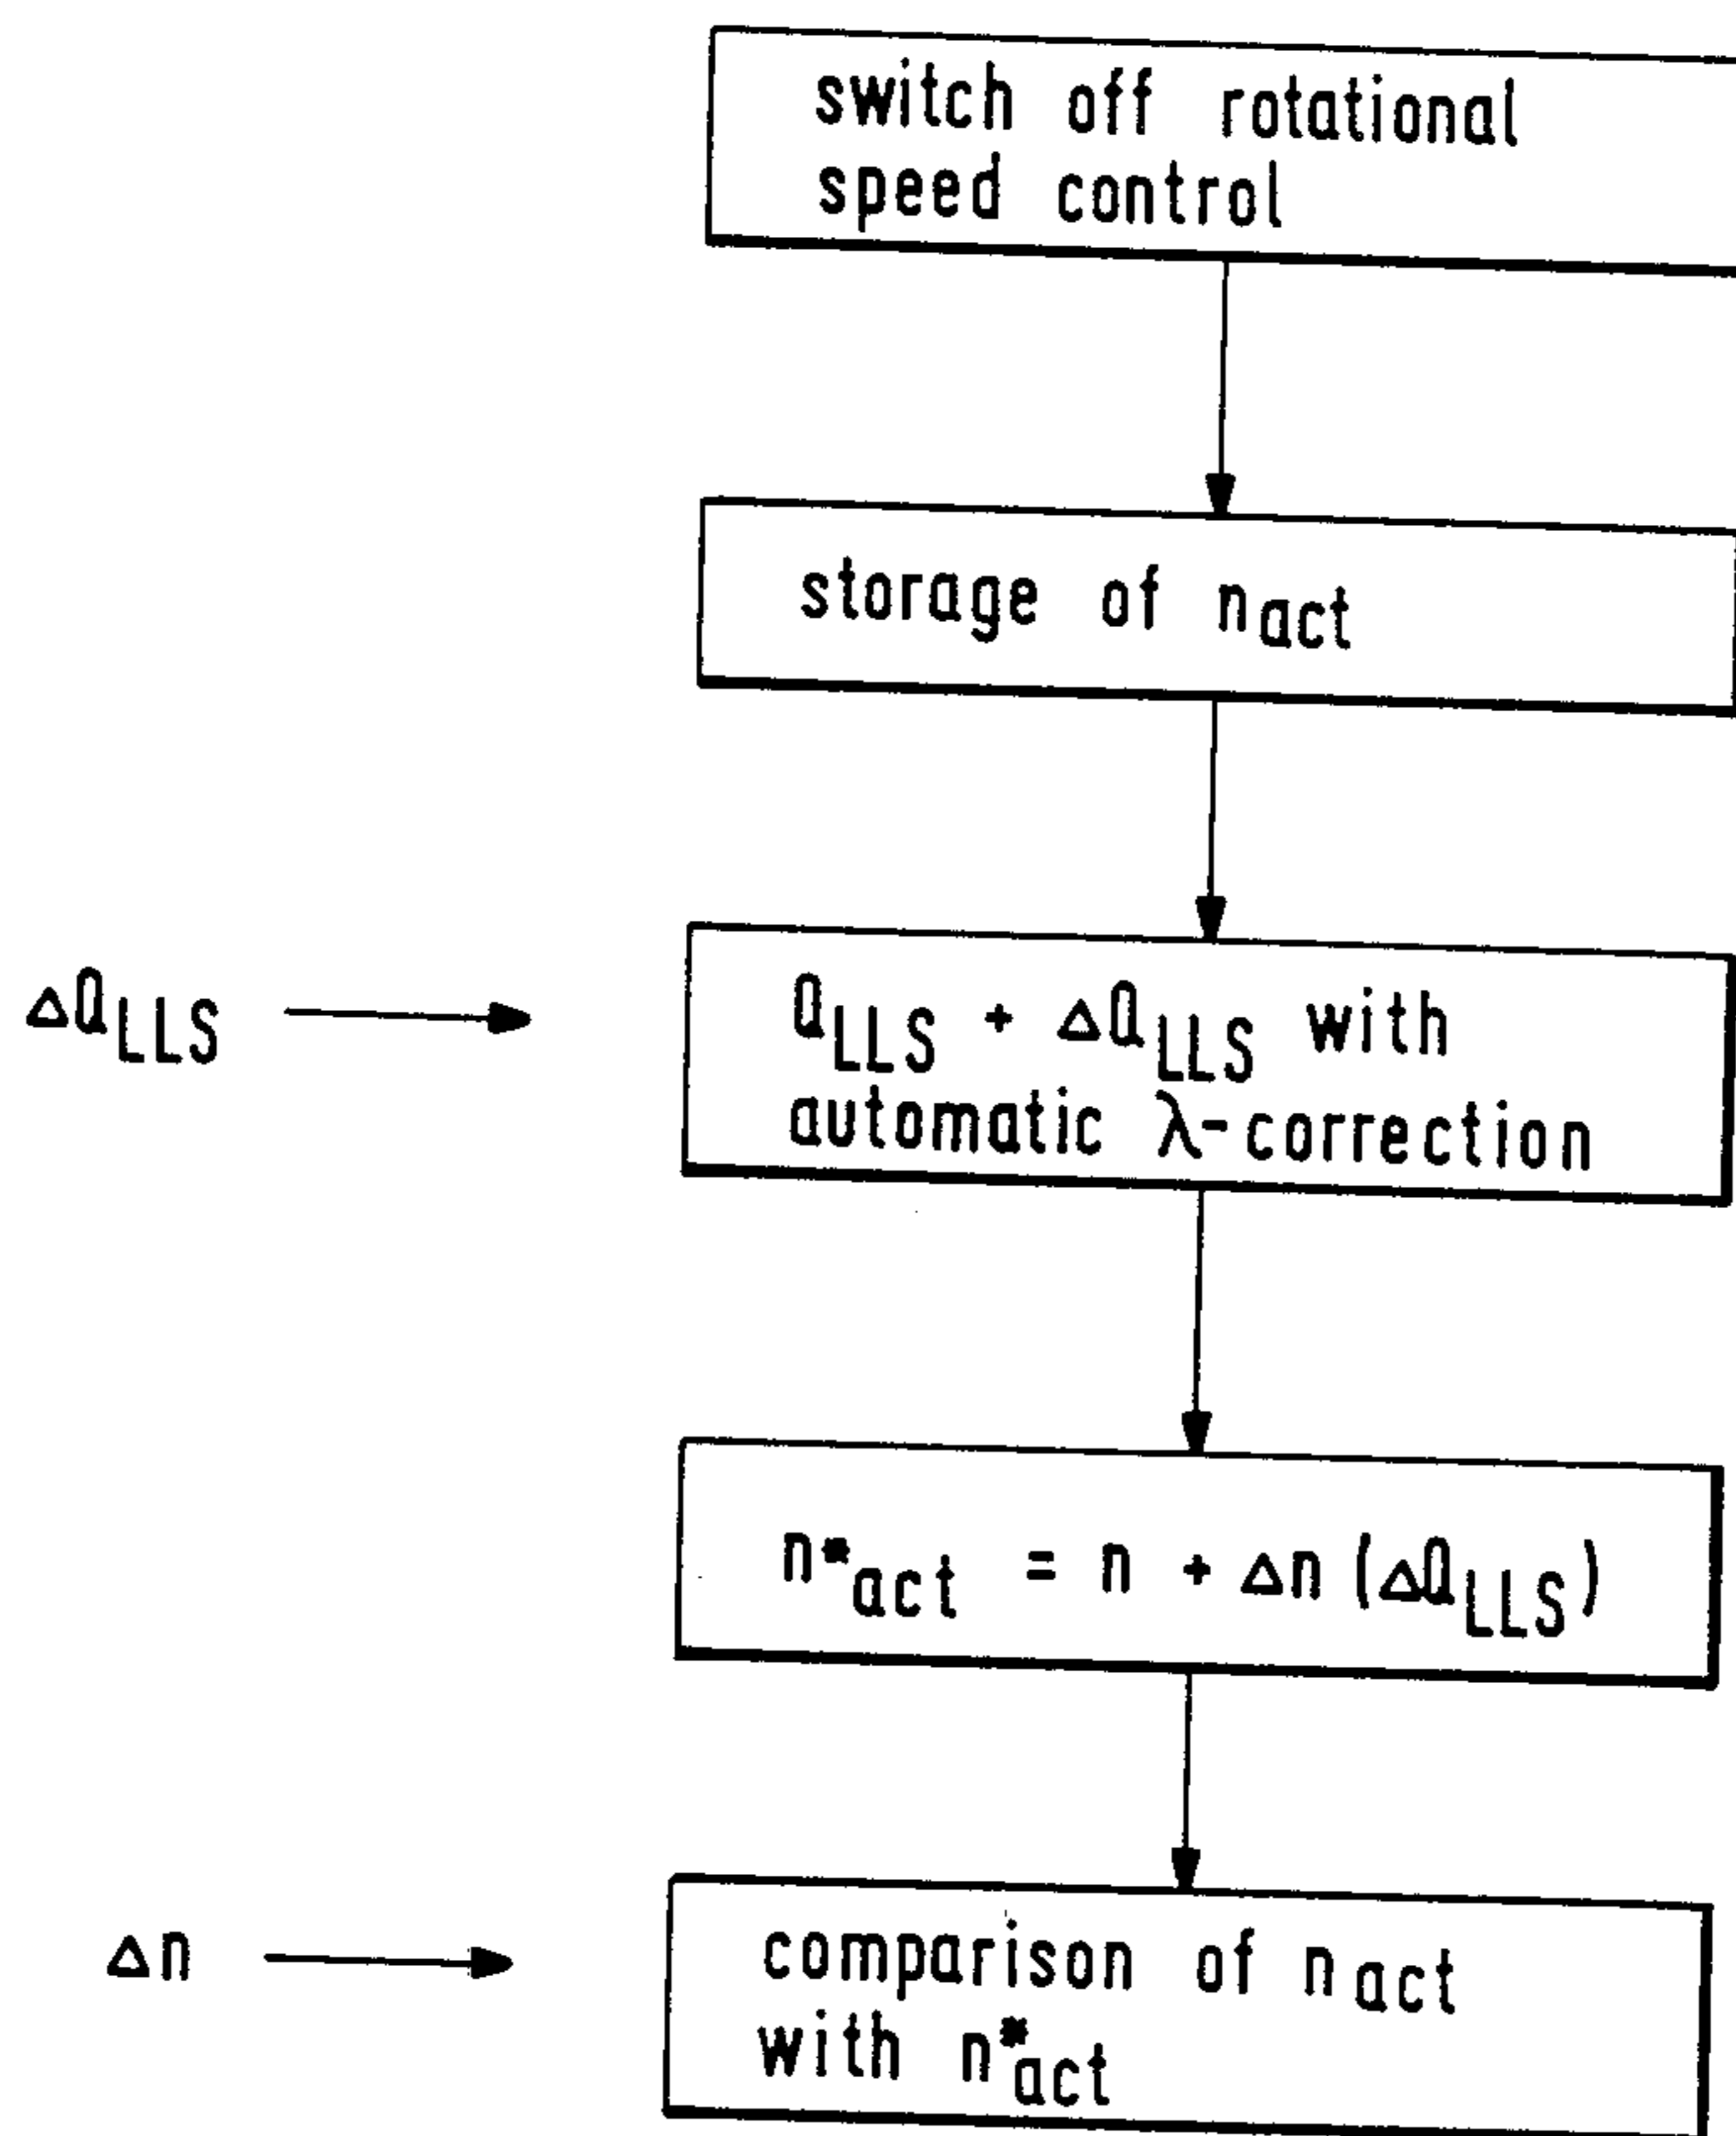 switch off rotational
speed control
storage of nact
ΔQLLS
QLLS + ΔQLLS with
automatic λ-correction
n*act = n + Δn (ΔQLLS)
Δn
comparison of nact
with n*act